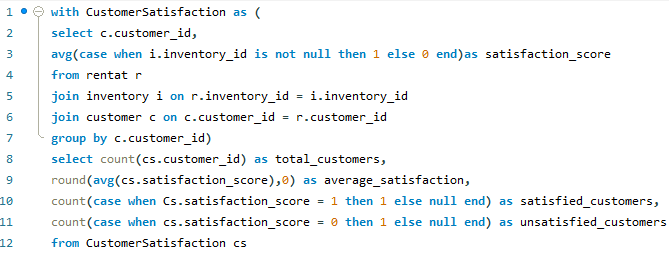 1 with CustomerSatisfaction as (
2 select c.customer_id,
3 avg(case when i.inventory_id is not null then 1 else 0 end)as satisfaction_score
4 from rentat r
5 join inventory i on r.inventory_id = i.inventory_id
6 join customer c on c.customer_id = r.customer_id
7 group by c.customer_id)
8 select count(cs.customer_id) as total_customers,
9 round(avg(cs.satisfaction_score),0) as average_satisfaction,
10 count(case when Cs.satisfaction_score = 1 then 1 else null end) as satisfied_customers,
11 count(case when cs.satisfaction_score = 0 then 1 else null end) as unsatisfied_customers
12 from CustomerSatisfaction cs